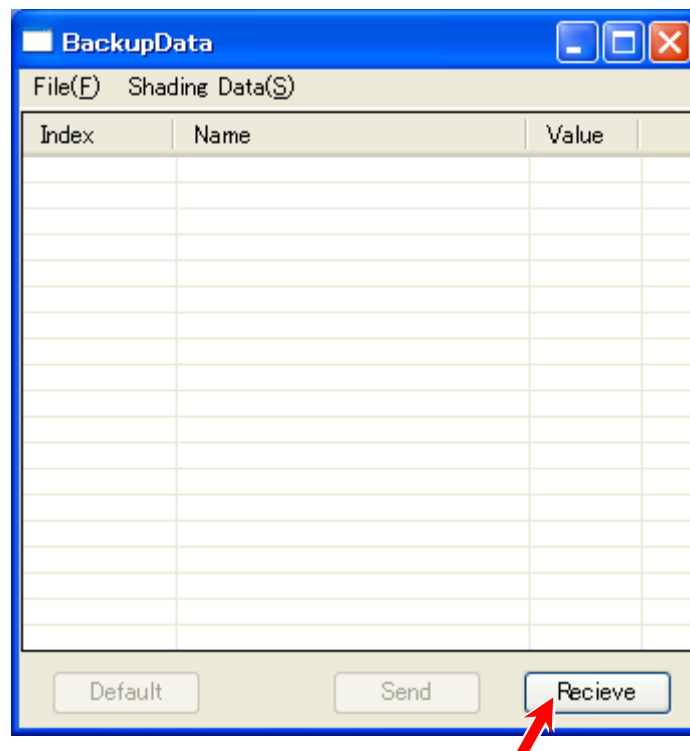 BackupData
File(F) Shading Data(S)
Index Name Value
Default Send Recieve